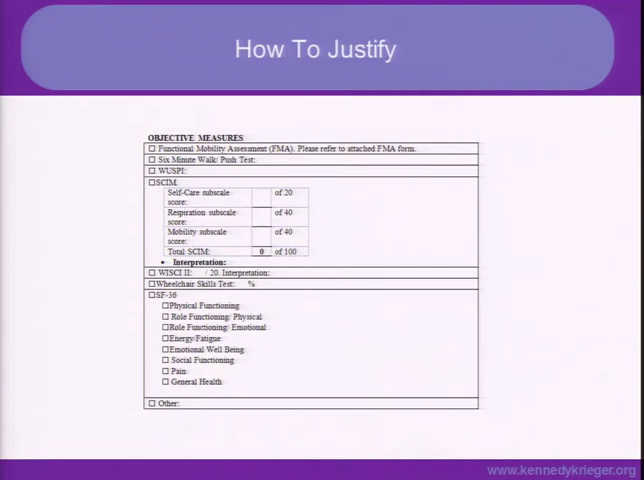 How To Justify
OBJECTIVE MEASURES
Functional Mobility Assessment (FMA). Please refer to attached FMA form.
Six Minute Walk/ Push Test:
WUSPI:
SCIM.
Self-Care subscale score: of 20
Respiration subscale score: of 40
Mobility subscale score: of 40
Total SCIM: 0 of 100
• Interpretation:
WISCI II: / 20. Interpretation:
Wheelchair Skills Test: %
SF-36
Physical Functioning
Role Functioning/ Physical
Role Functioning/ Emotional
Energy/Fatigue
Emotional Well Being
Social Functioning
Pain
General Health
Other:
www.kennedykrieger.org